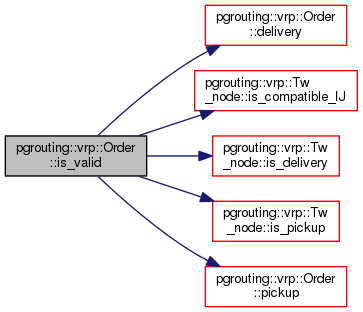 pgrouting::vrp::Order
::delivery
pgrouting::vrp::Tw
_node::is_compatible_IJ
pgrouting::vrp::Order
::is_valid
pgrouting::vrp::Tw
_node::is_delivery
pgrouting::vrp::Tw
_node::is_pickup
pgrouting::vrp::Order
::pickup